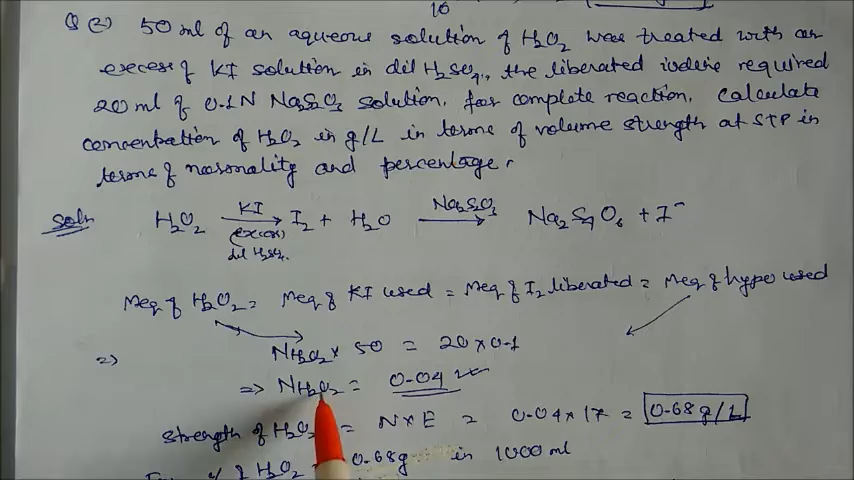 16
Q (2) 50 ml of an aqueous solution of H2O2 was treated with an
excess of KI solution in dil H2SO4, the liberated iodine required
20 ml of 0.1N Na2S2O3 solution, for complete reaction. Calculate
concentration of H2O2 in g/L in terms of volume strength at STP in
terms of normality and percentage.
Soln H2O2 KI (excess) dil H2SO4 → I2 + H2O Na2S2O3 → Na2S4O6 + I-
Meq of H2O2 = Meq of KI used = Meq of I2 liberated = Meq of hypo used
⇒ NH2O2 × 50 = 20 × 0.1
⇒ NH2O2 = 0.04
Strength of H2O2 = N × E = 0.04 × 17 = 0.68 g/L
% of H2O2 0.68g in 1000 ml